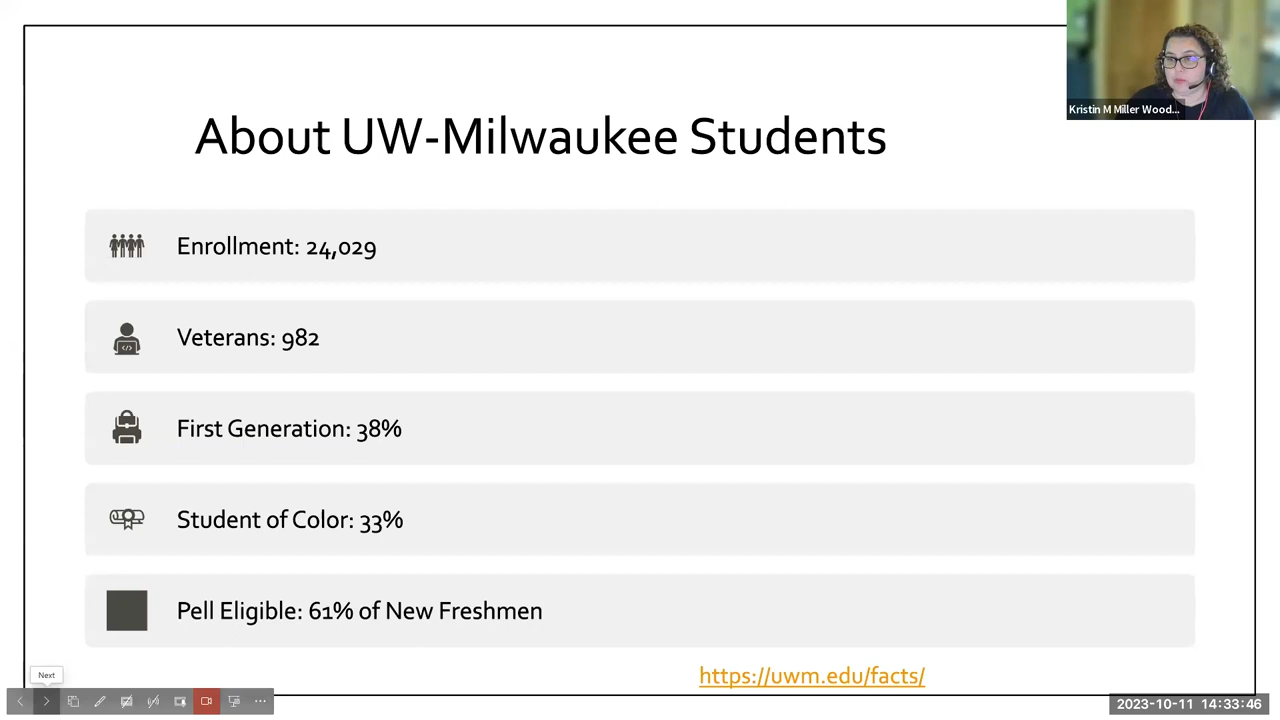 Kristin M Miller Wood...
About UW-Milwaukee Students
Enrollment: 24,029
Veterans: 982
First Generation: 38%
Student of Color: 33%
Pell Eligible: 61% of New Freshmen
https://uwm.edu/facts/
Next
2023-10-11 14:33:46